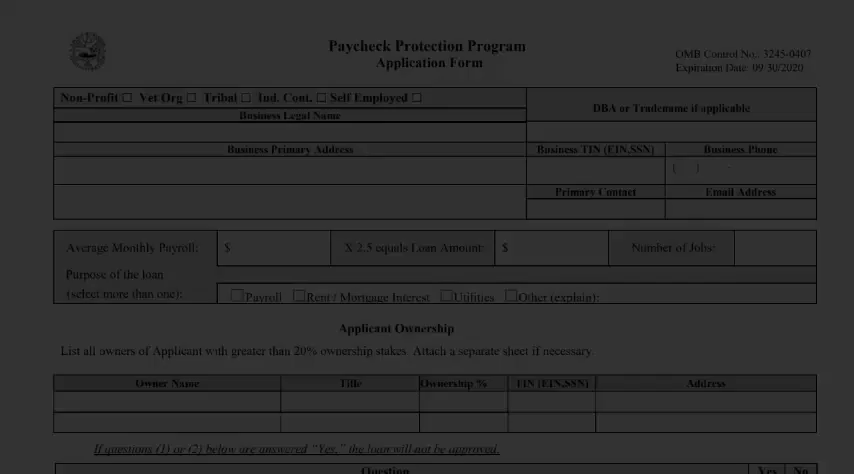 Paycheck Protection Program
Application Form
OMB Control No.: 3245-0407
Expiration Date: 09/30/2020
Non-Profit ☐ Vet Org ☐ Tribal ☐ Ind. Cont. ☐ Self Employed ☐
DBA or Tradename if applicable
Business Legal Name
Business Primary Address
Business TIN (EIN,SSN)
Business Phone
( ) -
Primary Contact
Email Address
Average Monthly Payroll:
$
X 2.5 equals Loan Amount:
$
Number of Jobs:
Purpose of the loan
(select more than one):
☐Payroll ☐Rent / Mortgage Interest ☐Utilities ☐Other (explain):
Applicant Ownership
List all owners of Applicant with greater than 20% ownership stakes. Attach a separate sheet if necessary.
Owner Name
Title
Ownership %
TIN (EIN,SSN)
Address
If questions (1) or (2) below are answered “Yes,” the loan will not be approved.
Question
Yes
No